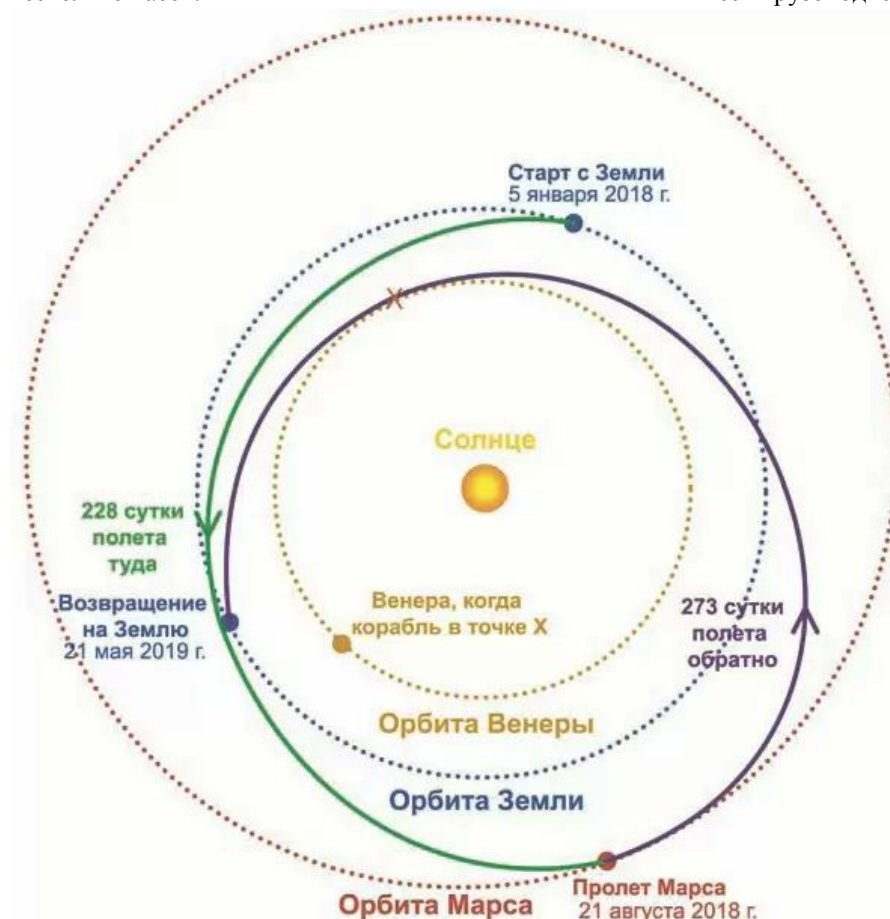 Старт с Земли
5 января 2018 г.
Солнце
228 сутки
полета
туда
Возвращение
на Землю
21 мая 2019 г.
Венера, когда
корабль в точке X
273 сутки
полета
обратно
X
Орбита Венеры
Орбита Земли
Орбита Марса
Пролет Марса
21 августа 2018 г.